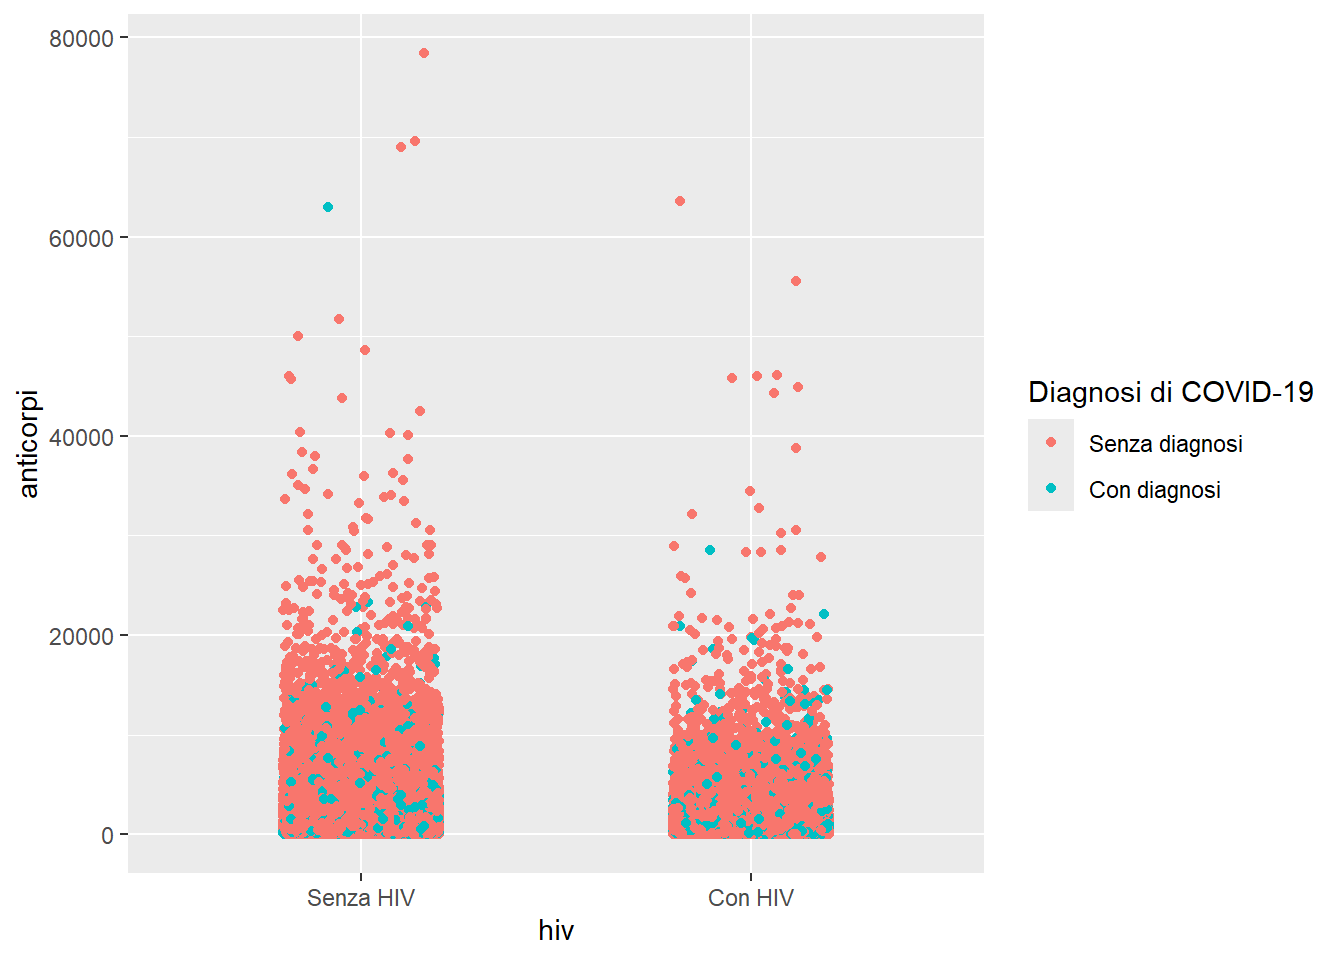 80000
60000
40000
20000
0
anticorpi
Senza HIV
Con HIV
hiv
Diagnosi di COVID-19
Senza diagnosi
Con diagnosi